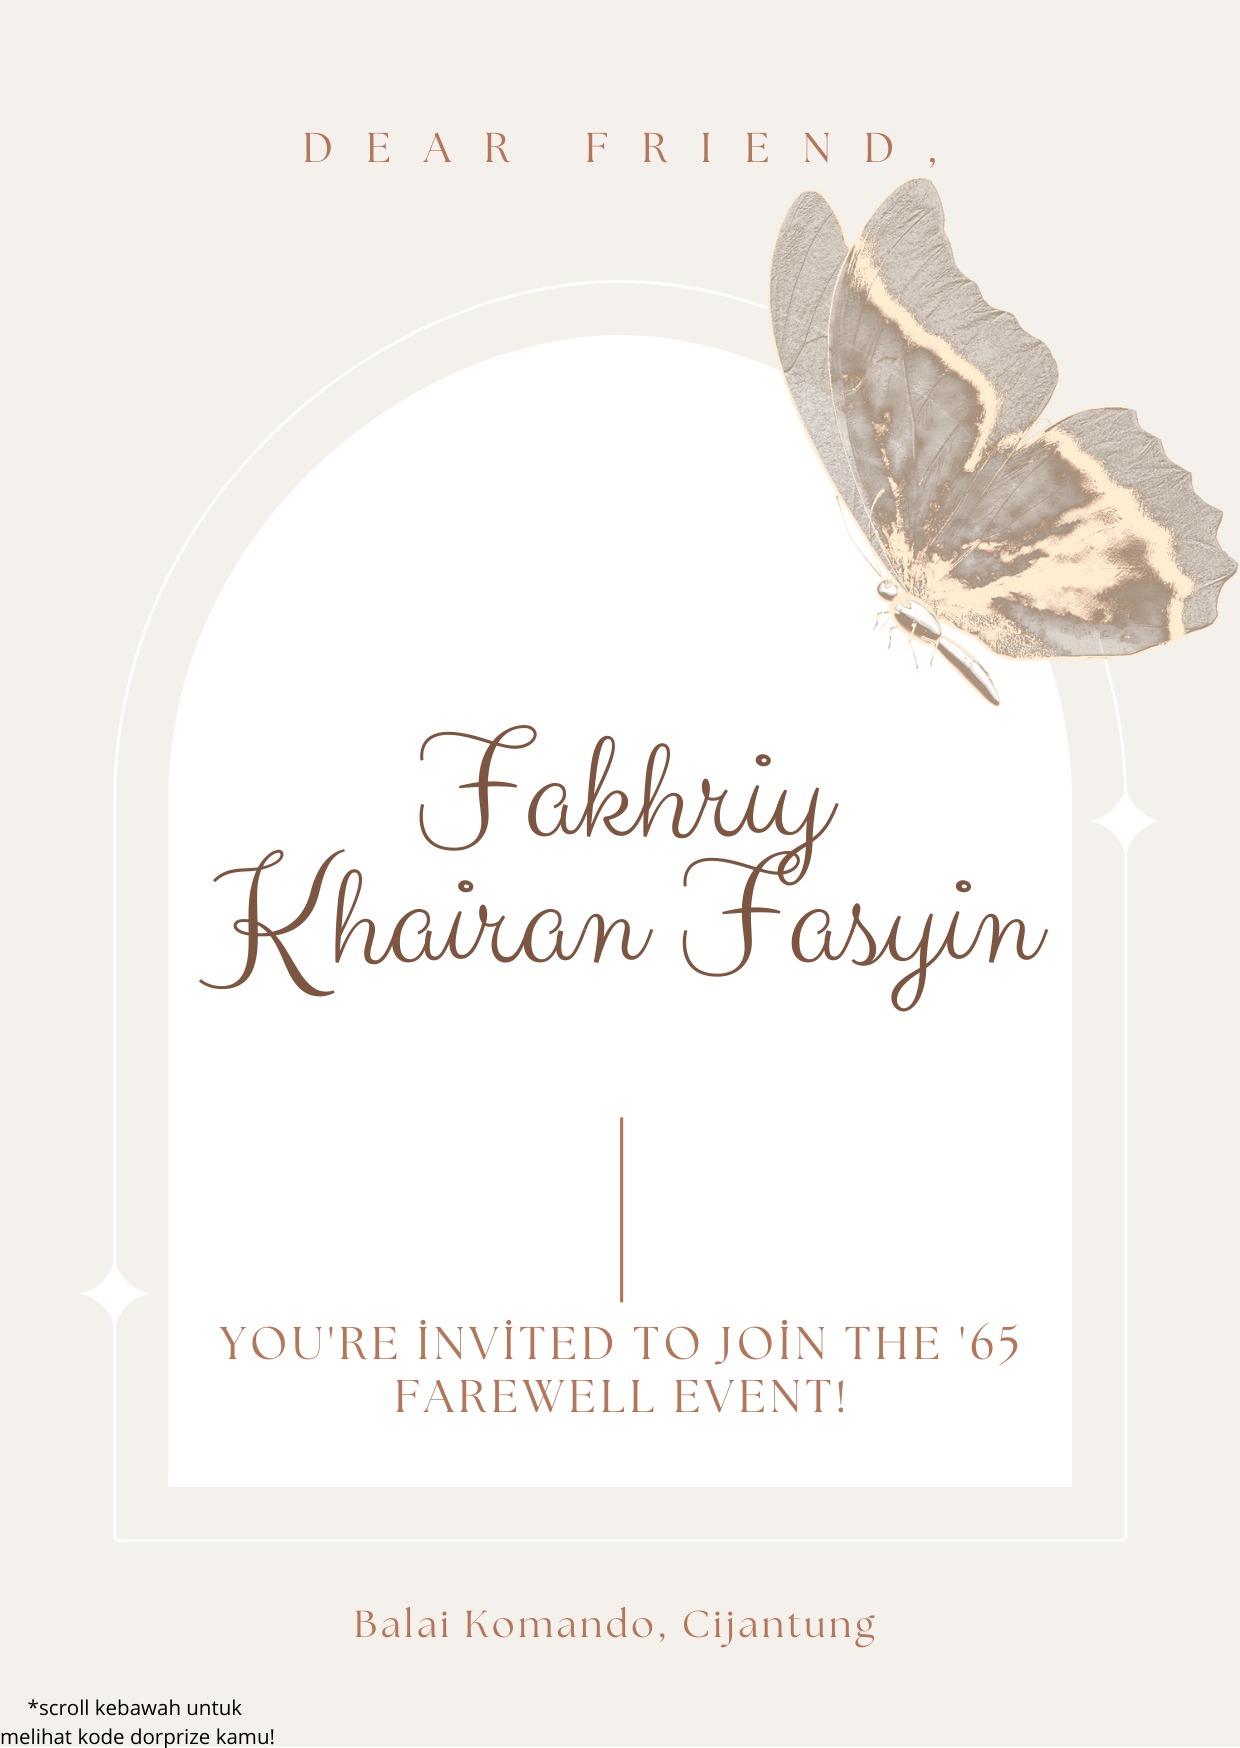 DEAR FRIEND,
Fakhriy
Khairan Fasyin
YOU'RE İNVİTED TO JOİN THE '65
FAREWELL EVENT!
Balai Komando, Cijantung
*scroll kebawah untuk
melihat kode dorprize kamu!